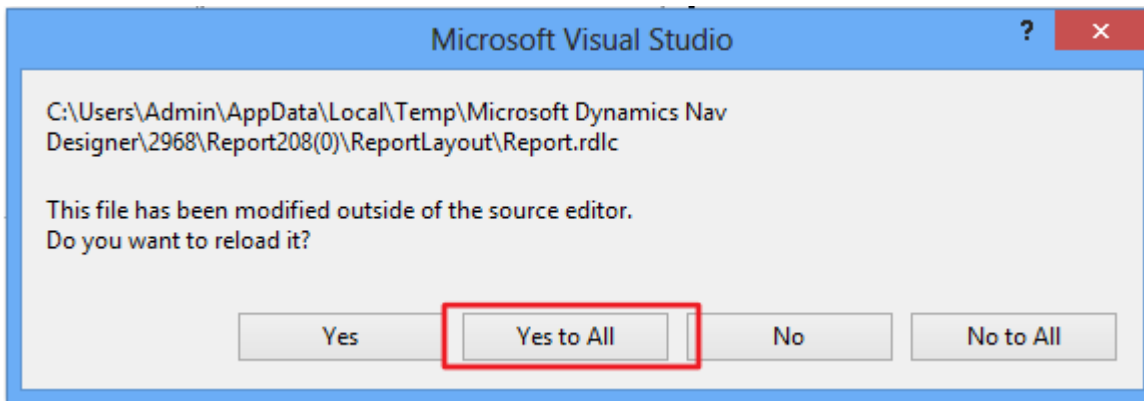 Microsoft Visual Studio
?
C:\Users\Admin\AppData\Local\Temp\Microsoft Dynamics Nav
Designer\2968\Report208(0)\ReportLayout\Report.rdlc
This file has been modified outside of the source editor.
Do you want to reload it?
Yes
Yes to All
No
No to All